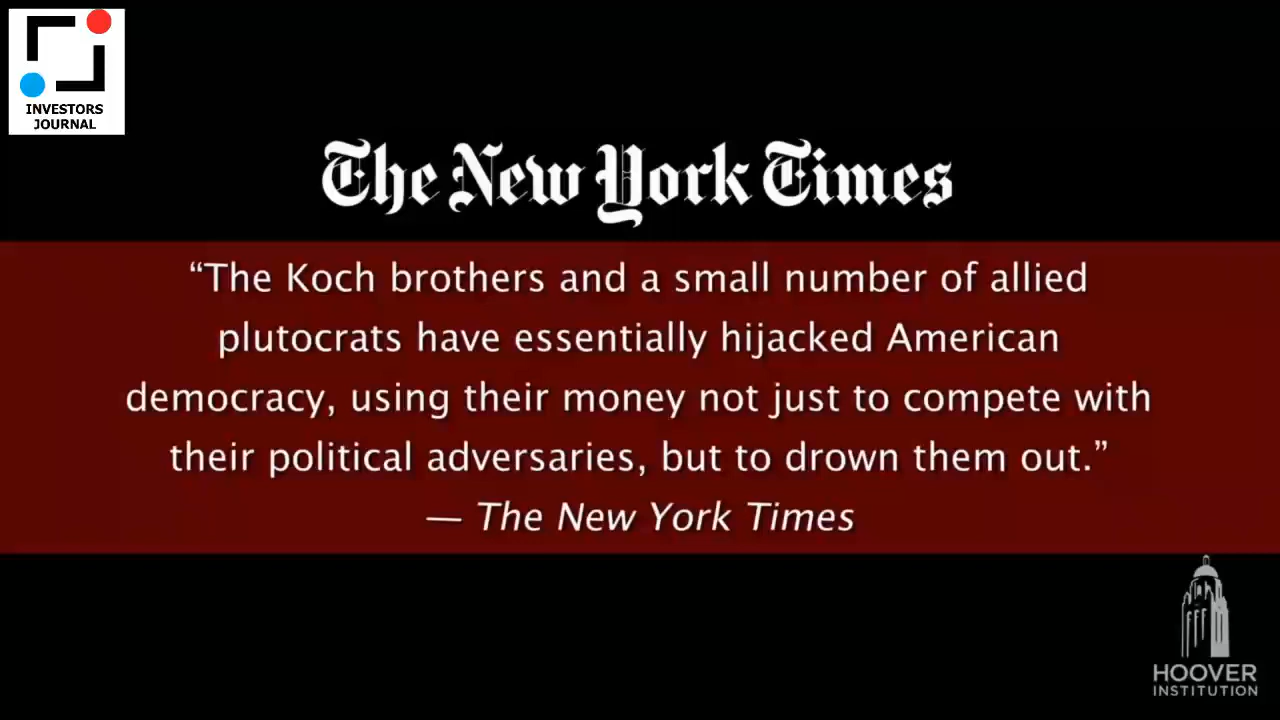 INVESTORS
JOURNAL
The New York Times
“The Koch brothers and a small number of allied
plutocrats have essentially hijacked American
democracy, using their money not just to compete with
their political adversaries, but to drown them out.”
— The New York Times
HOOVER
INSTITUTION